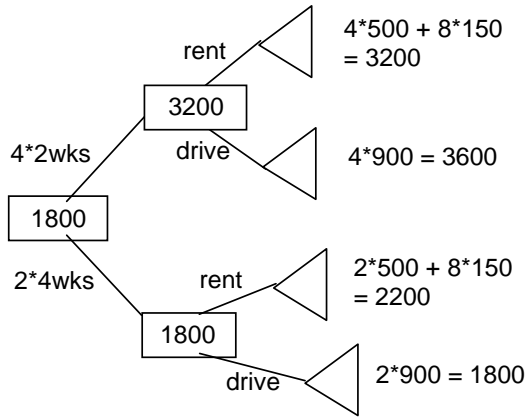 4*500 + 8*150
rent
= 3200
3200
4*2wks
drive
4*900 = 3600
1800
2*4wks
rent
2*500 + 8*150
= 2200
1800
drive
2*900 = 1800